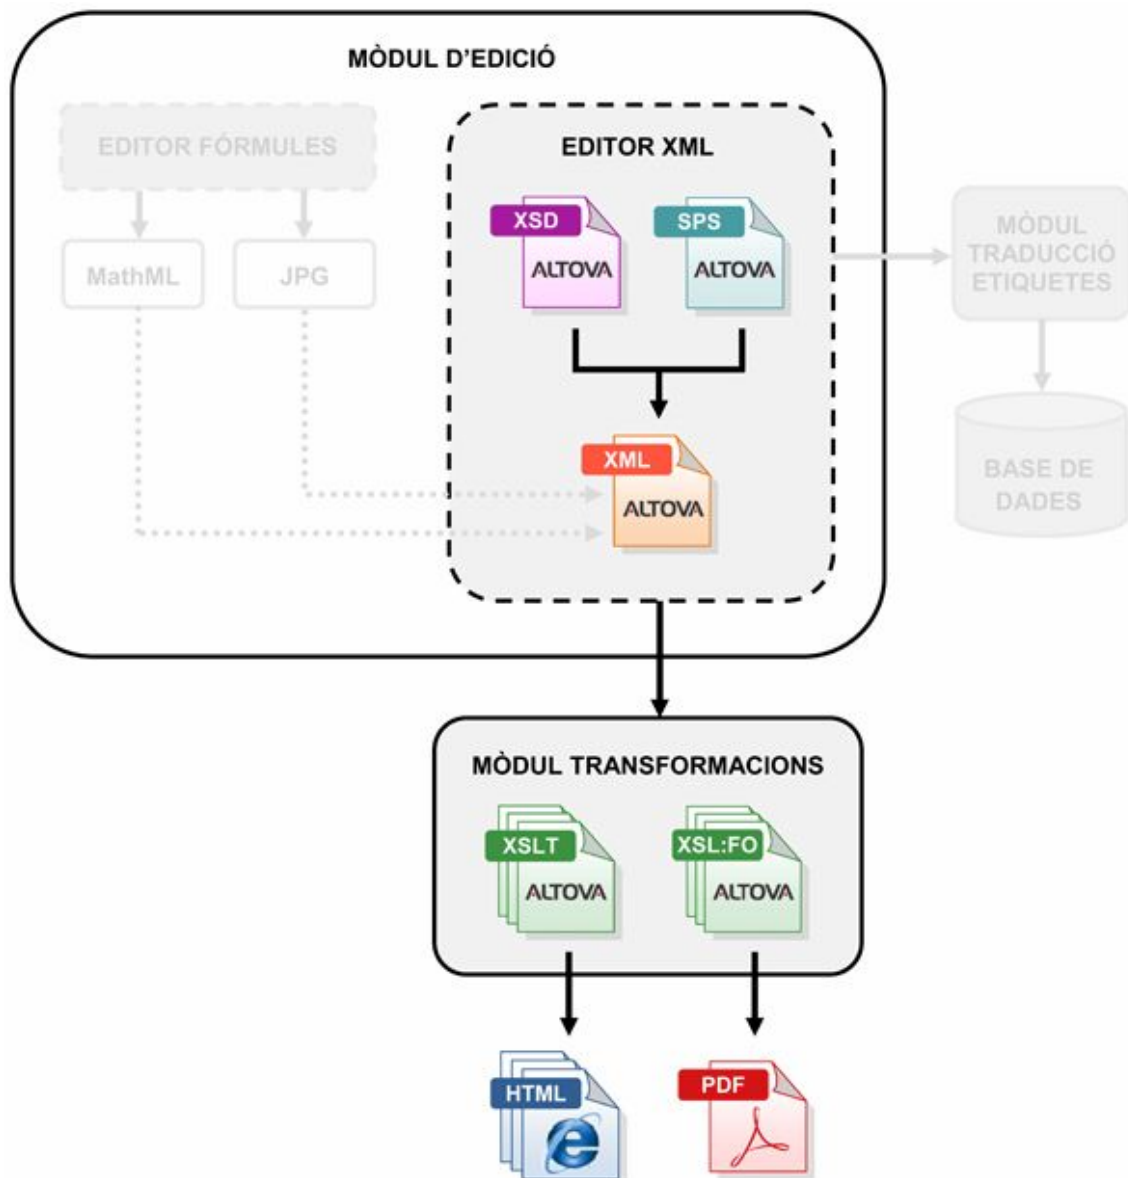 MÒDUL D'EDICIÓ
EDITOR FÓRMULES
MathML
JPG
EDITOR XML
XSD
ALTOVA
SPS
ALTOVA
XML
ALTOVA
MÒDUL
TRADUCCIÓ
ETIQUETES
BASE DE
DADES
MÒDUL TRANSFORMACIONS
XSLT
ALTOVA
XSL:FO
ALTOVA
HTML
PDF